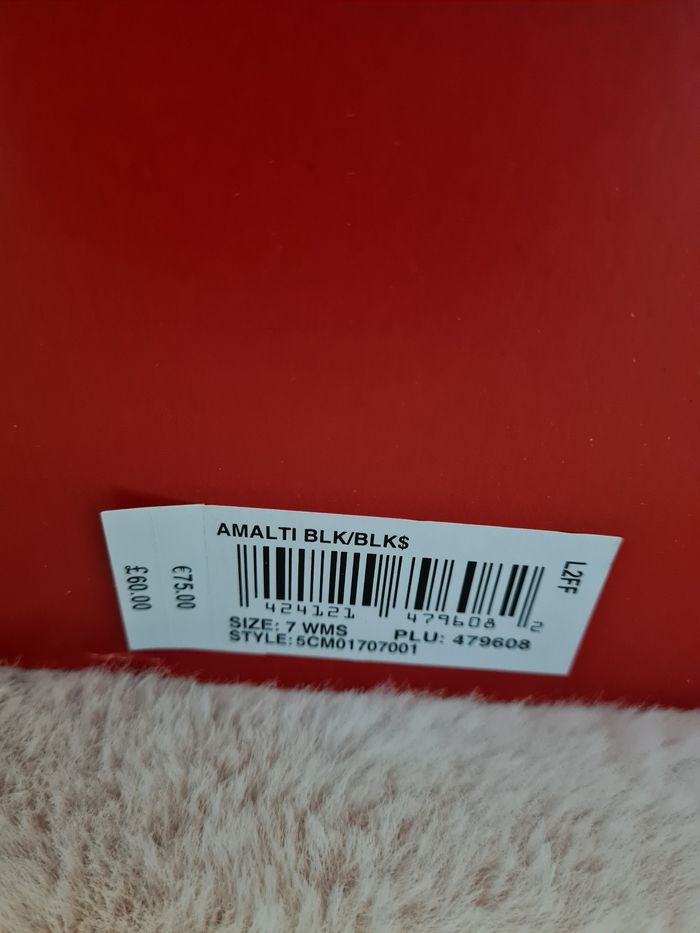 AMALTI BLK/BLK$
424121 479608 2
SIZE: 7 WMS PLU: 479608
STYLE:5CM01707001
L2FF
€75.00
£60.00